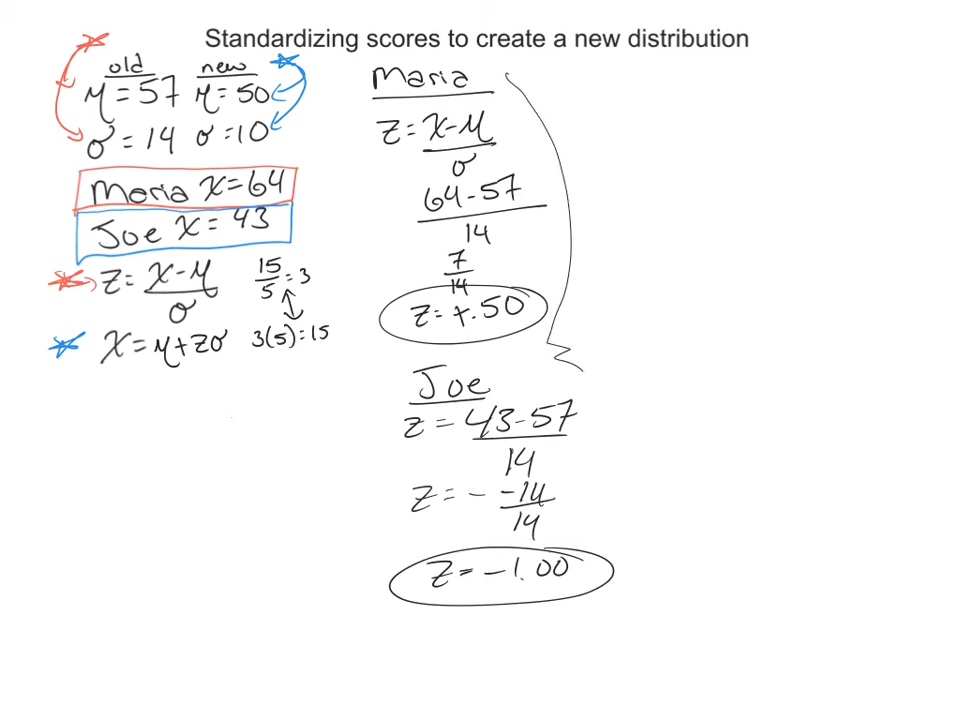 Standardizing scores to create a new distribution
old new
μ = 57 μ = 50
σ = 14 σ = 10
Maria x = 64
Joe x = 43
z = x - μ / σ
15/5 = 3
3(5) = 15
x = μ + zσ
Maria
z = x - μ
σ
64 - 57
14
7
14
z = +.50
Joe
z = 43 - 57
14
z = - -14
14
z = -1.00